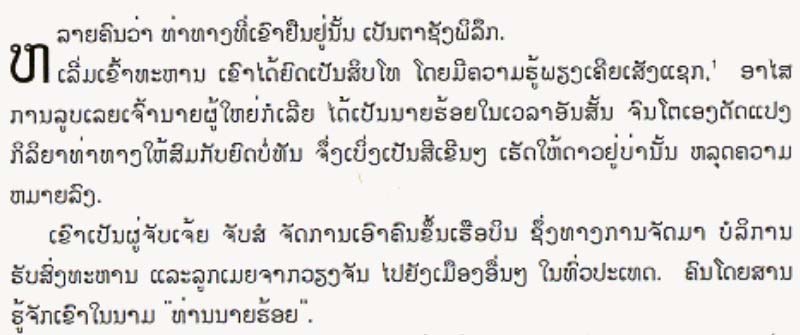 ຫລາຍຄົນວ່າ ທ່າທາງທີ່ເຂົາຢືນຢູ່ນັ້ນ ເປັນຕາຊັງພິລຶກ.
ເລີ່ມເຂົ້າທະຫານ ເຂົາໄດ້ຍົດເປັນສິບໂທ ໂດຍມີຄວາມຮູ້ພຽງເຄິຍເສັງແຊກ,¹ ອາໄສ
ການລູບເລຍເຈົ້ານາຍຜູ້ໃຫຍ່ກໍເລີຍ ໄດ້ເປັນນາຍຮ້ອຍໃນເວລາອັນສັ້ນ ຈົນໂຕເອງດັດແປງ
ກິລິຍາທ່າທາງໃຫ້ສົມກັບຍົດບໍ່ທັນ ຈຶ່ງເບິ່ງເປັນສີເຂີນໆ ເຮັດໃຫ້ດາວຢູ່ບ່ານັ້ນ ຫລຸດຄວາມ
ຫມາຍລົງ.
ເຂົາເປັນຜູ່ຈັບເຈ້ຍ ຈັບສໍ ຈັດການເອົາຄົນຂຶ້ນເຮືອບິນ ຊຶ່ງທາງການຈັດມາ ບໍລິການ
ຮັບສົ່ງທະຫານ ແລະລູກເມຍຈາກວຽງຈັນ ໄປຍັງເມືອງອື່ນໆ ໃນທົ່ວປະເທດ. ຄົນໂດຍສານ
ຮູ້ຈັກເຂົາໃນນາມ "ທ່ານນາຍຮ້ອຍ".